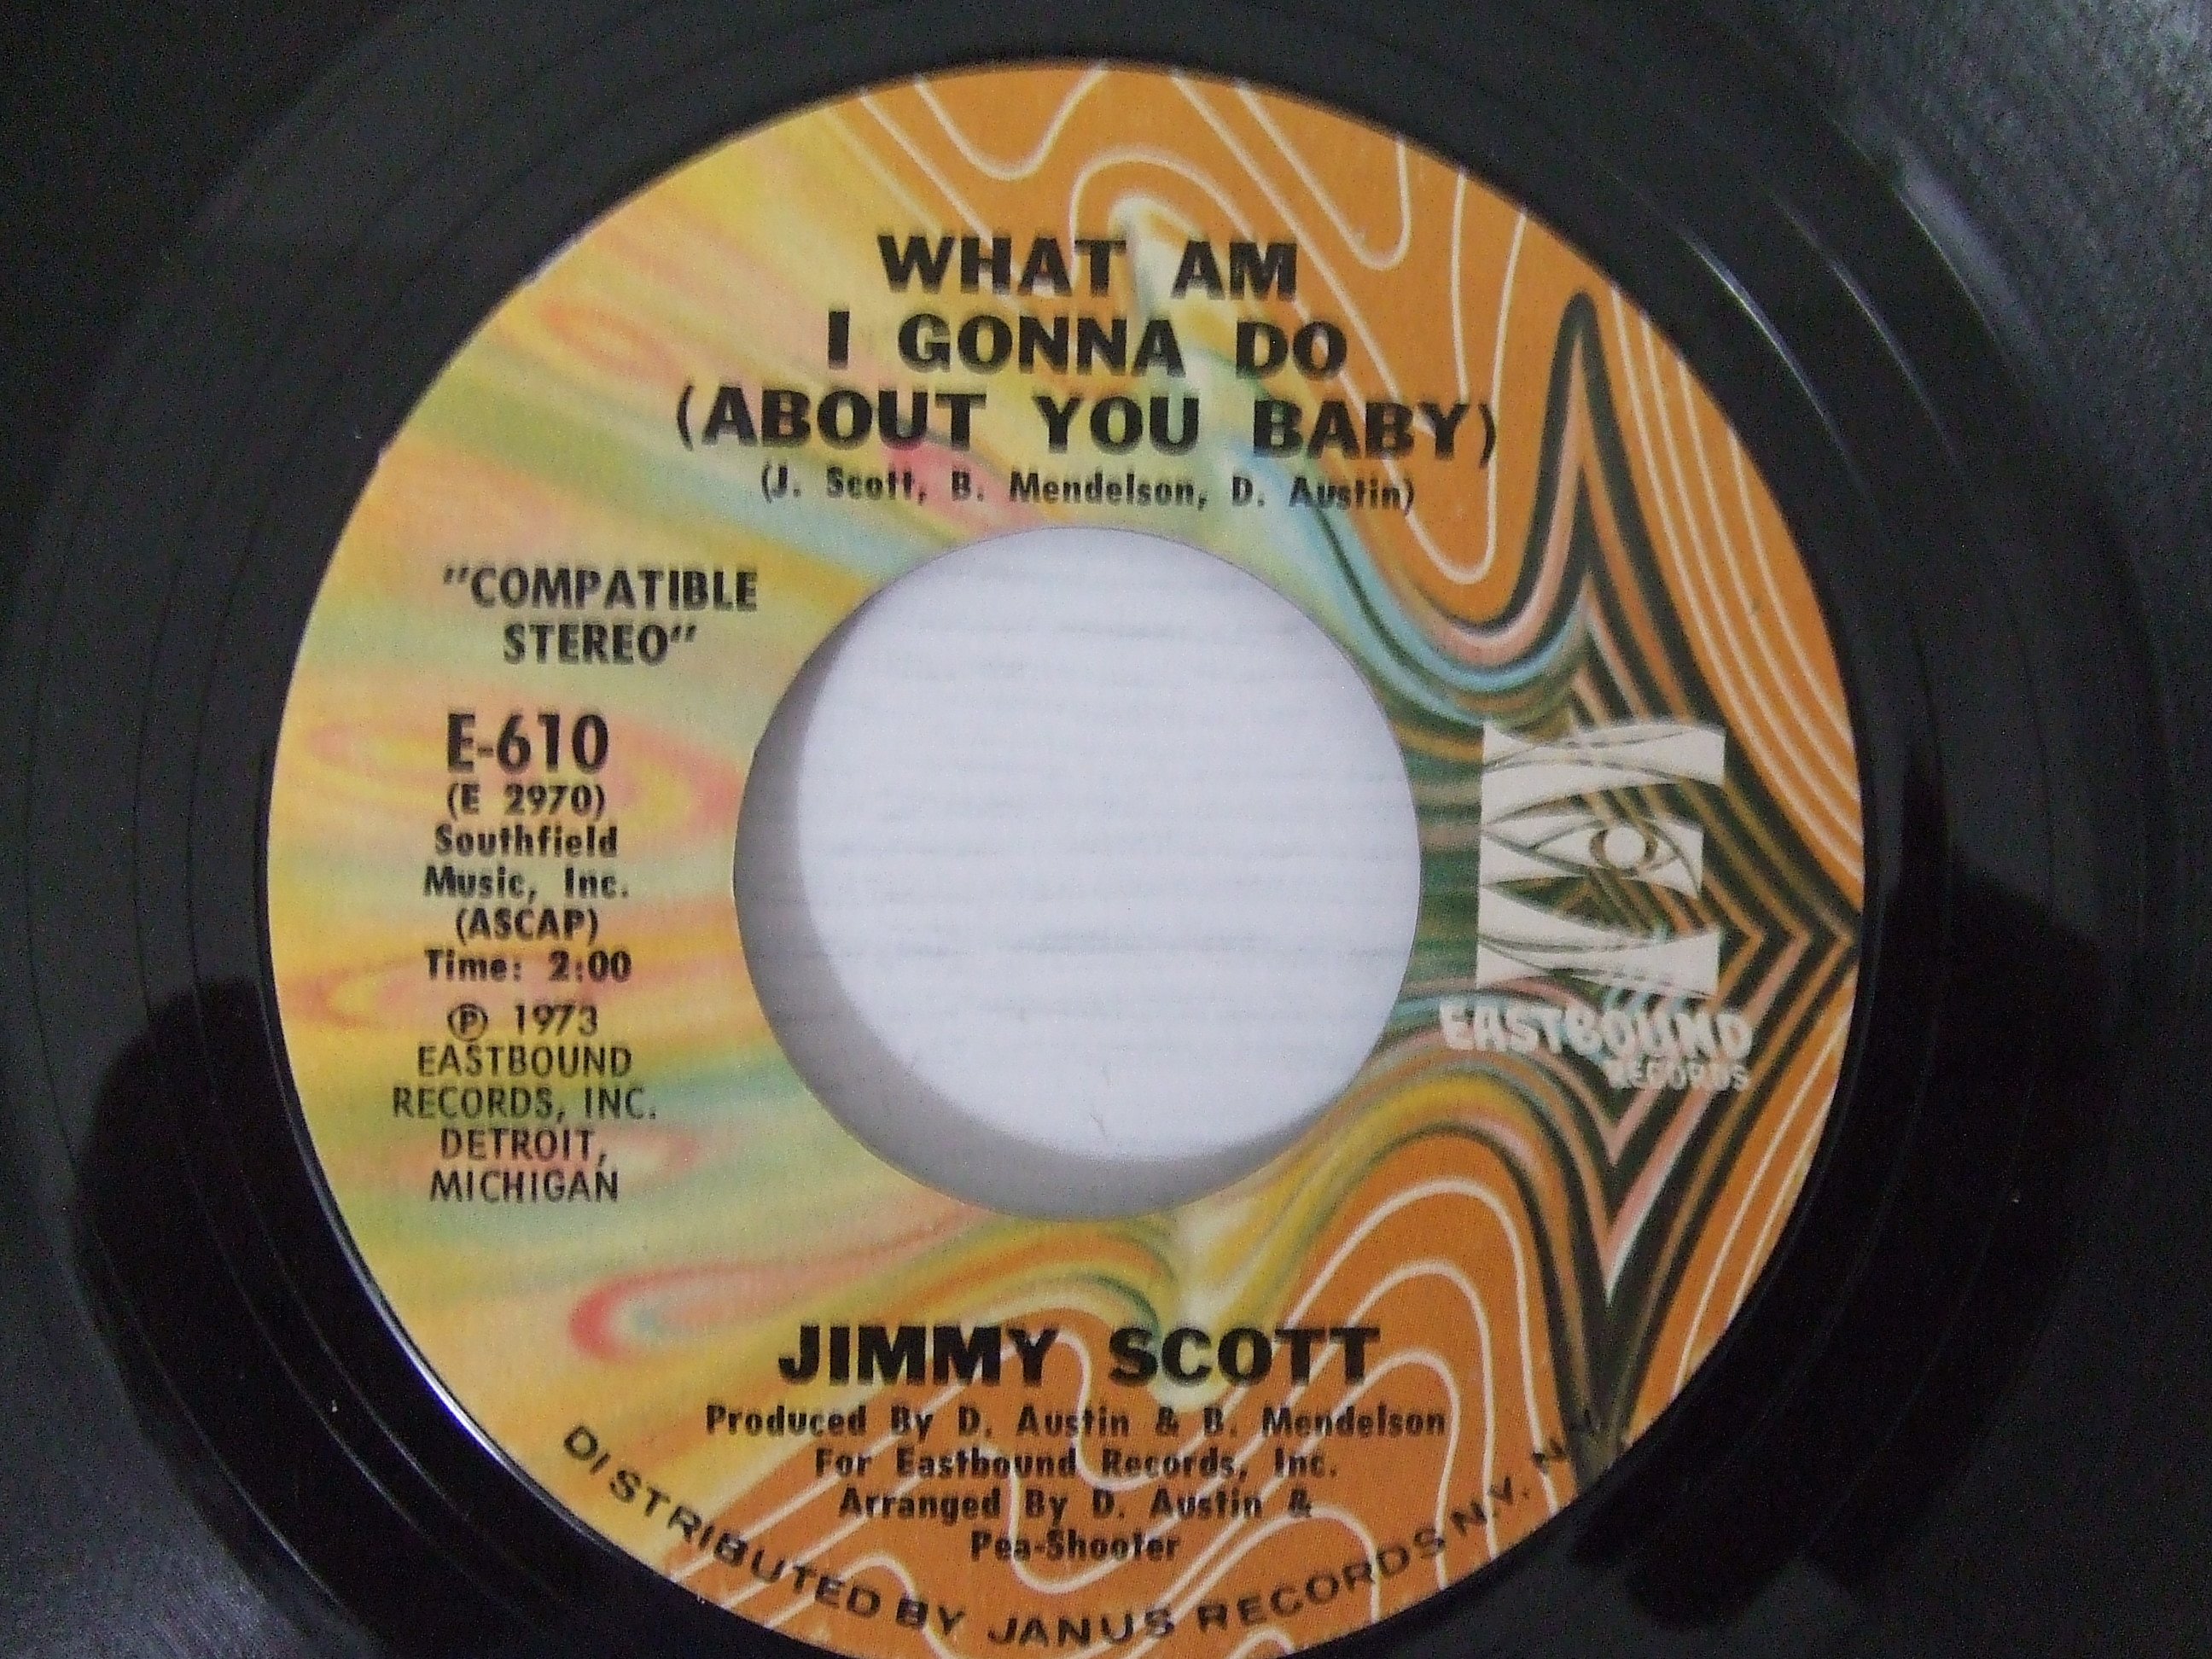 WHAT AM
I GONNA DO
(ABOUT YOU BABY)
(J. Scott, B. Mendelson, D. Austin)
"COMPATIBLE
STEREO"
E-610
(E 2970)
Southfield
Music, Inc.
(ASCAP)
Time: 2:00
℗ 1973
EASTBOUND
RECORDS, INC.
DETROIT,
MICHIGAN
EASTBOUND
RECORDS
JIMMY SCOTT
Produced By D. Austin & B. Mendelson
For Eastbound Records, Inc.
Arranged By D. Austin &
Pea-Shooter
DISTRIBUTED BY JANUS RECORDS N.Y. N.Y.